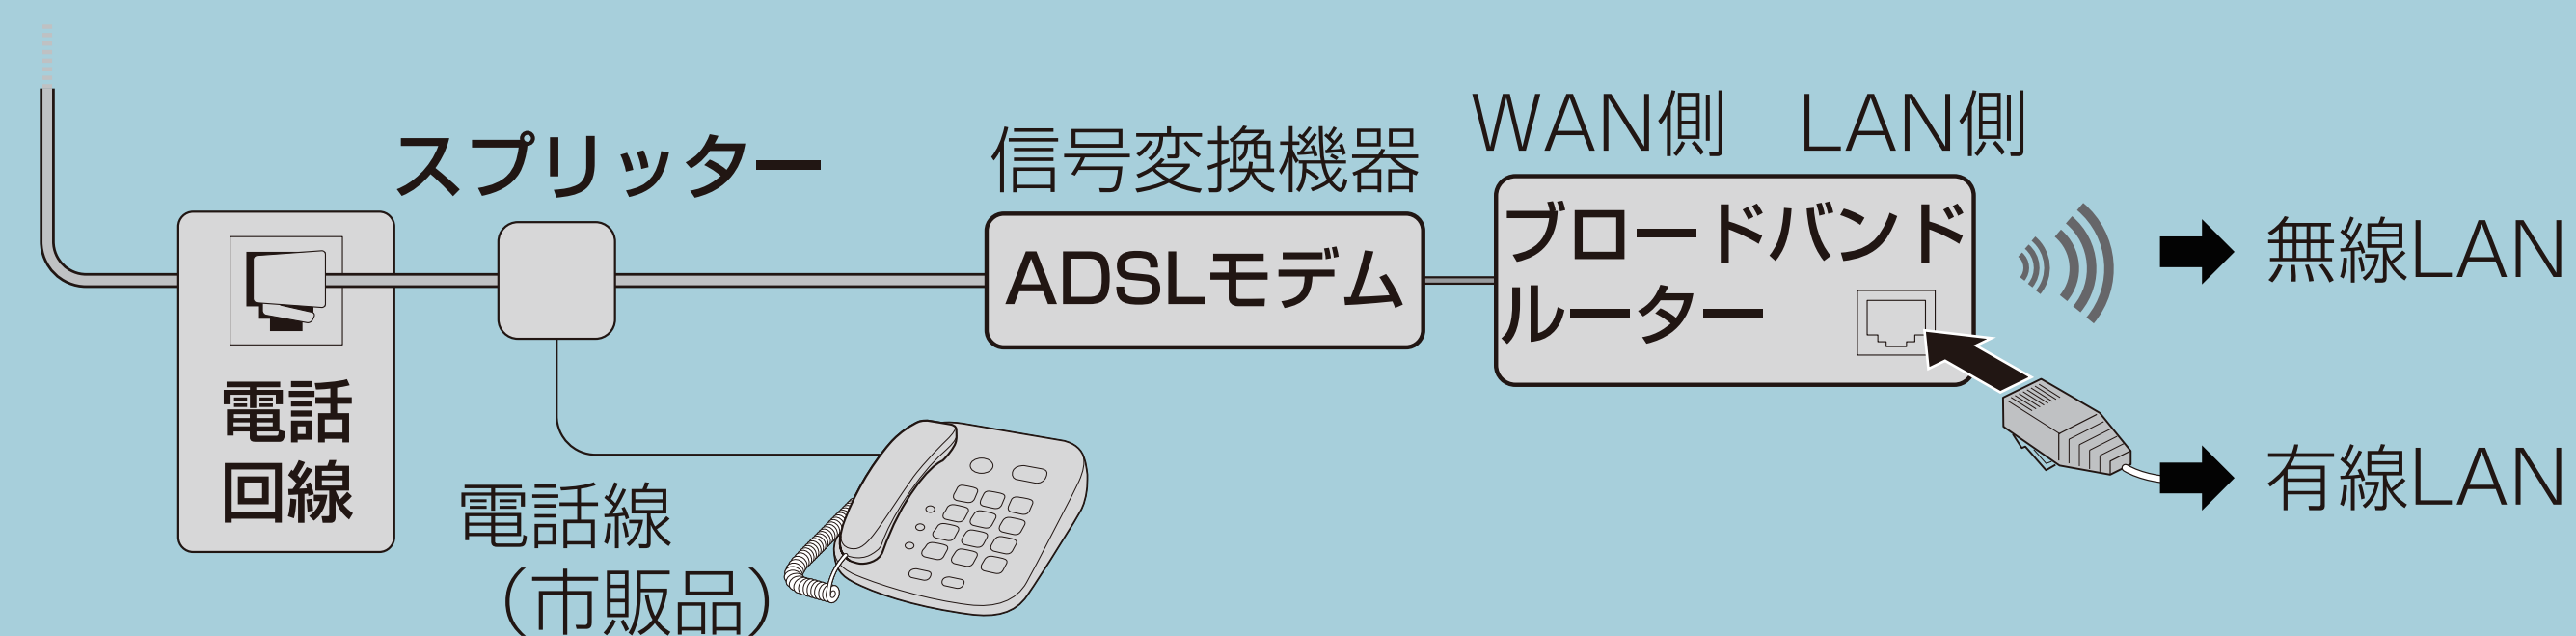 スプリッター
信号変換機器
WAN側 LAN側
電話
回線
ADSLモデム
ブロードバンド
ルーター
無線LAN
有線LAN
電話線
（市販品）